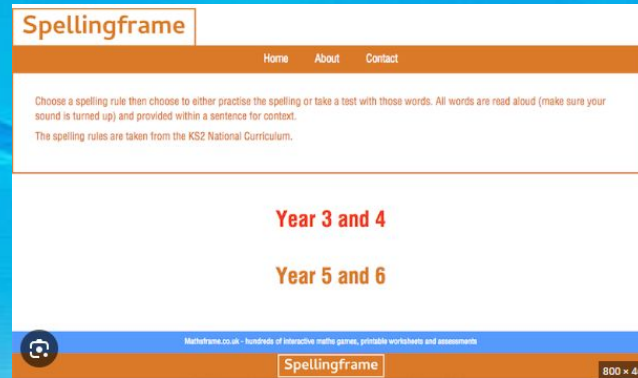 Spellingframe
Home About Contact
Choose a spelling rule then choose to either practise the spelling or take a test with those words. All words are read aloud (make sure your
sound is turned up) and provided within a sentence for context.
The spelling rules are taken from the KS2 National Curriculum.
Year 3 and 4
Year 5 and 6
Mathsframe.co.uk - hundreds of interactive maths games, printable worksheets and assessments
Spellingframe